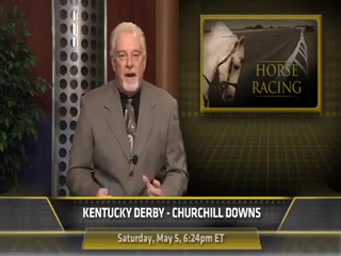 HORSE
RACING
KENTUCKY DERBY - CHURCHILL DOWNS
Saturday, May 5, 6:24pm ET